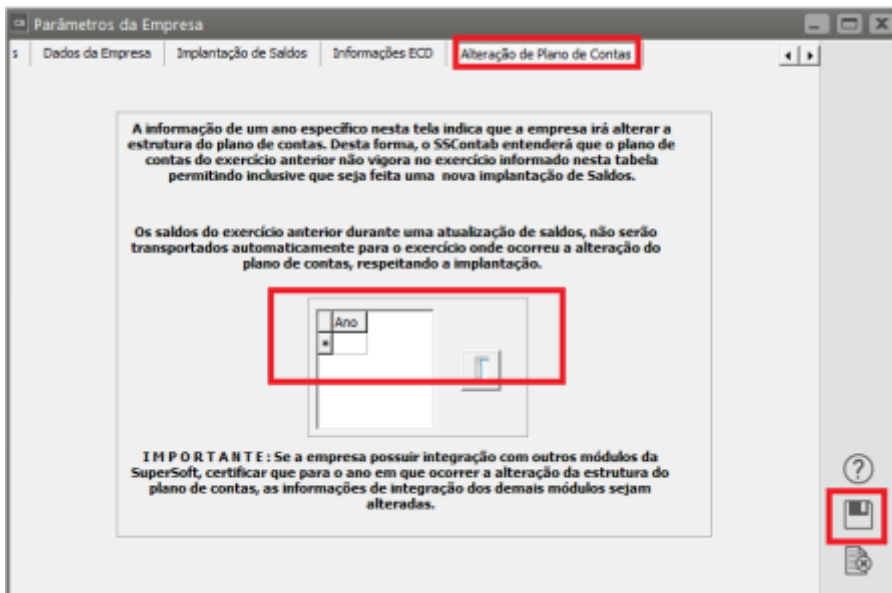 CB Parâmetros da Empresa
s Dados da Empresa Implantação de Saldos Informações ECD Alteração de Plano de Contas
A informação de um ano específico nesta tela indica que a empresa irá alterar a
estrutura do plano de contas. Desta forma, o SSContab entenderá que o plano de
contas do exercício anterior não vigora no exercício informado nesta tabela
permitindo inclusive que seja feita uma nova implantação de Saldos.
Os saldos do exercício anterior durante uma atualização de saldos, não serão
transportados automaticamente para o exercício onde ocorreu a alteração do
plano de contas, respeitando a implantação.
Ano
I M P O R T A N T E : Se a empresa possuir integração com outros módulos da
SuperSoft, certificar que para o ano em que ocorrer a alteração da estrutura do
plano de contas, as informações de integração dos demais módulos sejam
alteradas.